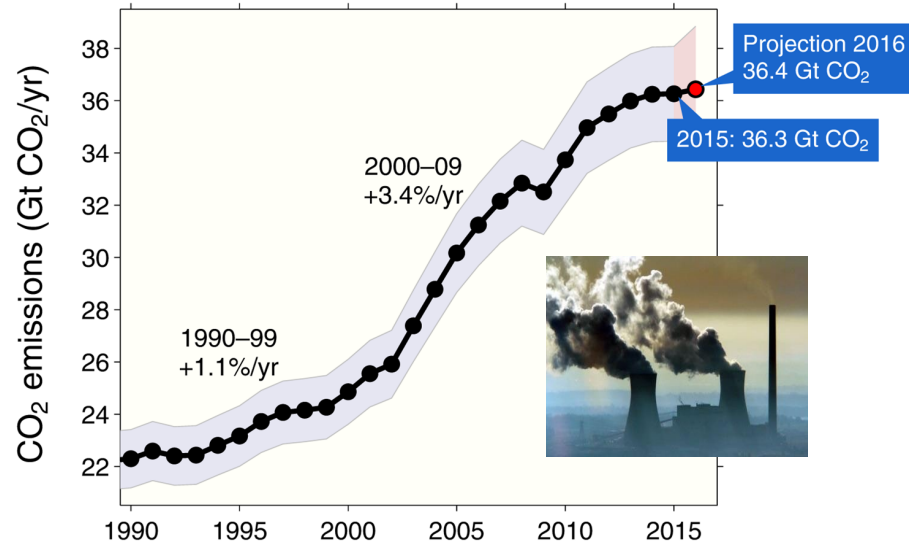 CO₂ emissions (Gt CO₂/yr)
38
36
34
32
30
28
26
24
22
1990
1995
2000
2005
2010
2015
1990–99
+1.1%/yr
2000–09
+3.4%/yr
Projection 2016
36.4 Gt CO₂
2015: 36.3 Gt CO₂